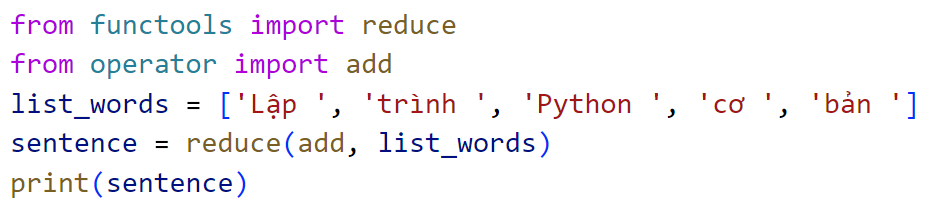 from functools import reduce
from operator import add
list_words = ['Lập ', 'trình ', 'Python ', 'cơ ', 'bản ']
sentence = reduce(add, list_words)
print(sentence)